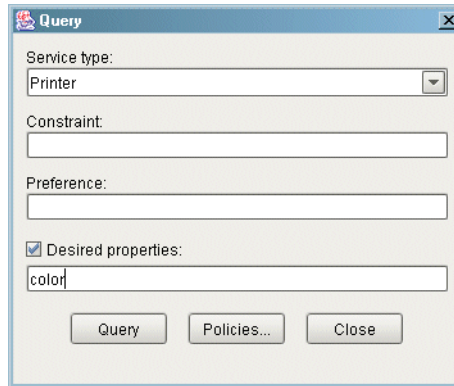 Query
Service type:
Printer
Constraint:
Preference:
Desired properties:
color
Query Policies... Close